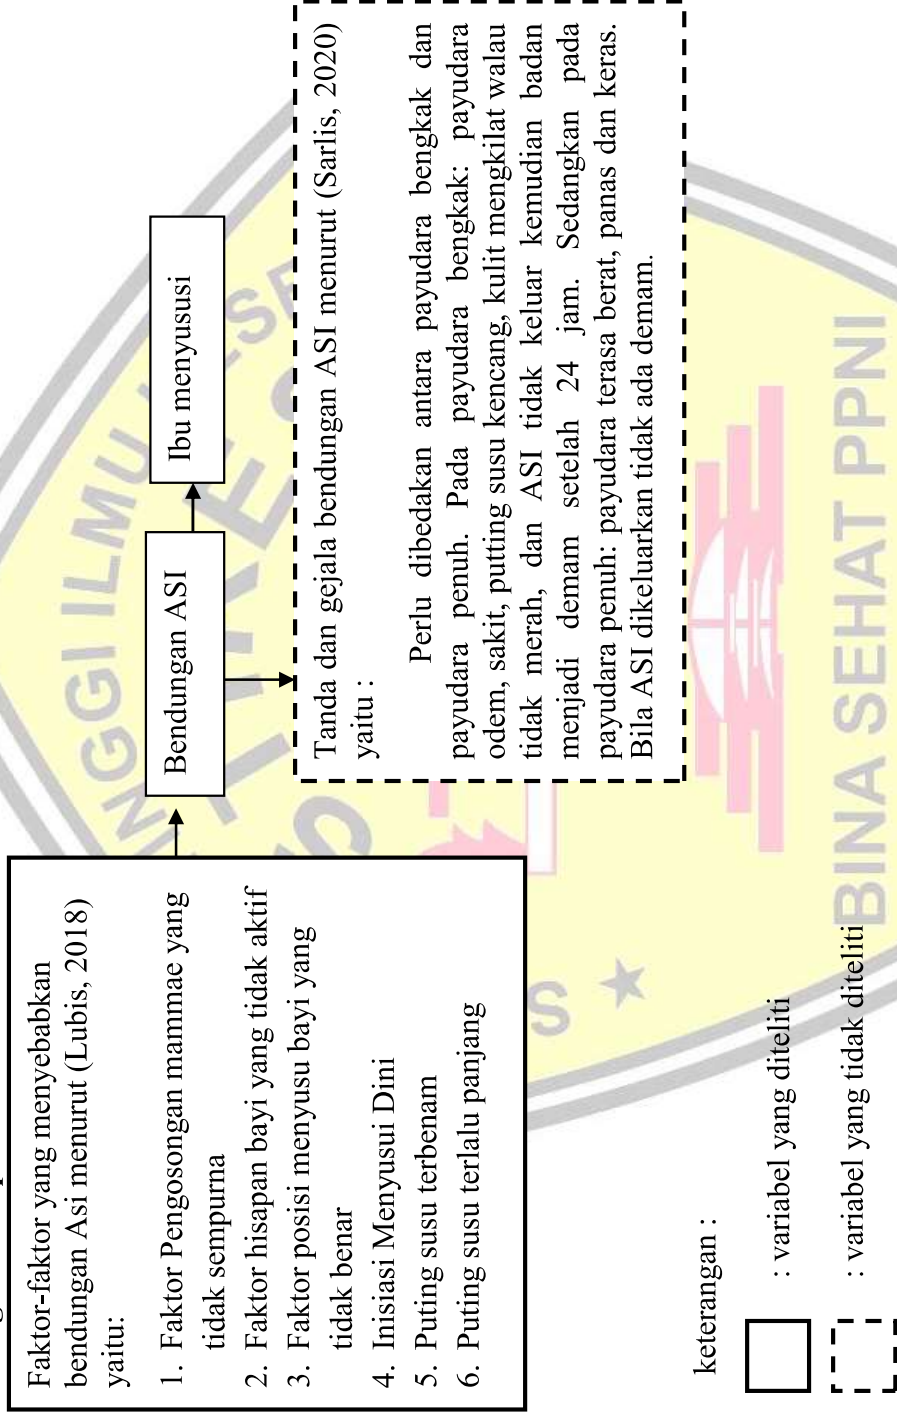 Faktor-faktor yang menyebabkan
bendungan Asi menurut (Lubis, 2018)
yaitu:
1. Faktor Pengosongan mammae yang
tidak sempurna
2. Faktor hisapan bayi yang tidak aktif
3. Faktor posisi menyusu bayi yang
tidak benar
4. Inisiasi Menyusui Dini
5. Puting susu terbenam
6. Puting susu terlalu panjang
Bendungan ASI
Ibu menyusui
Tanda dan gejala bendungan ASI menurut (Sarlis, 2020)
yaitu :
Perlu dibedakan antara payudara bengkak dan
payudara penuh. Pada payudara bengkak: payudara
odem, sakit, putting susu kencang, kulit mengkilat walau
tidak merah, dan ASI tidak keluar kemudian badan
menjadi demam setelah 24 jam. Sedangkan pada
payudara penuh: payudara terasa berat, panas dan keras.
Bila ASI dikeluarkan tidak ada demam.
keterangan :
: variabel yang diteliti
: variabel yang tidak diteliti
BINA SEHAT PPNI